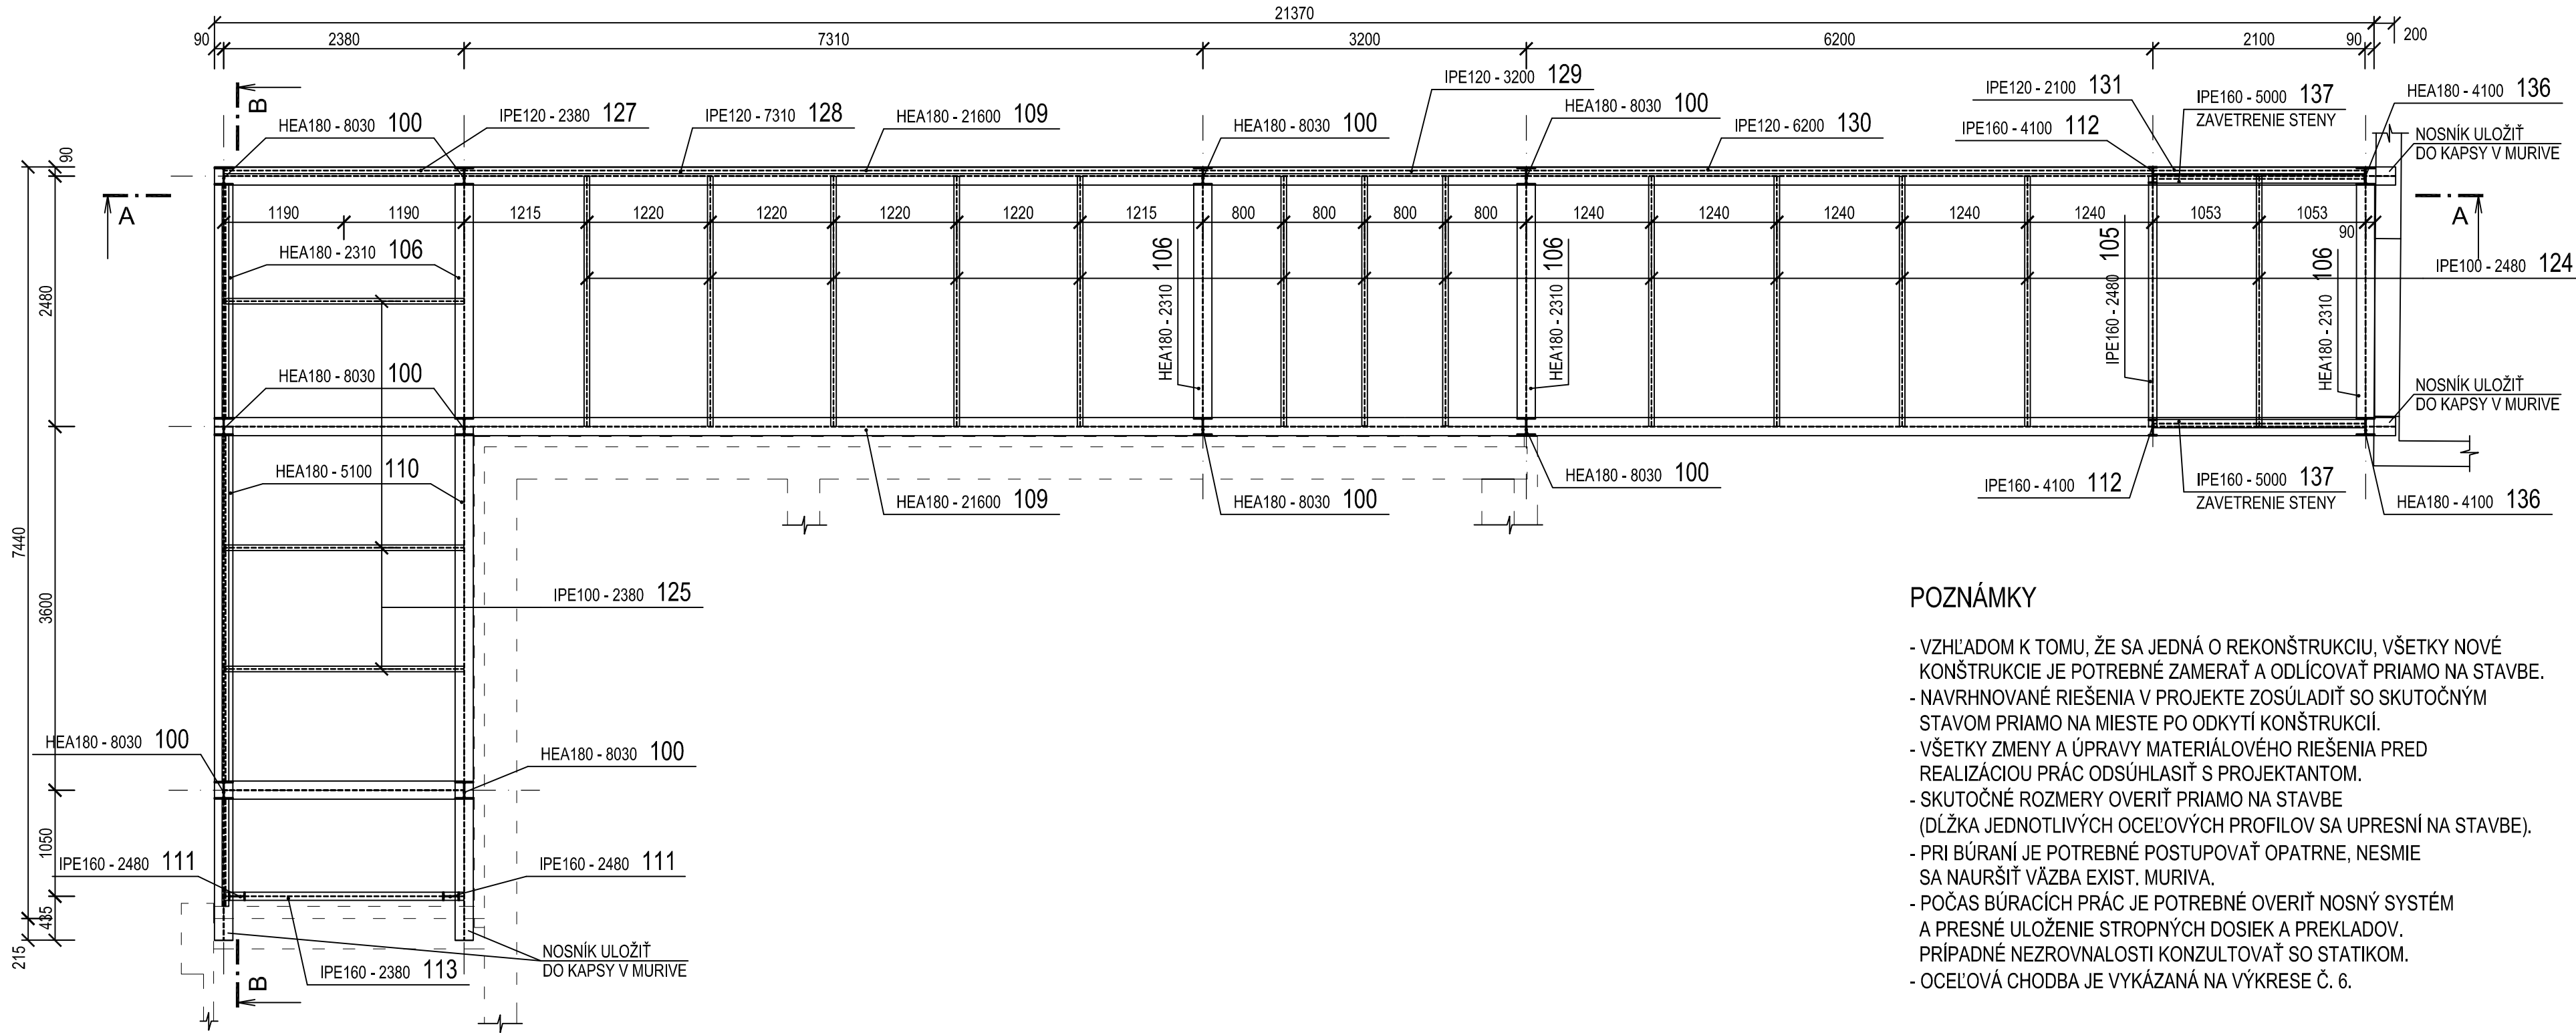 21370
90
2380
7310
3200
6200
2100
90
200
B
HEA180 - 8030 100
IPE120 - 2380 127
IPE120 - 7310 128
HEA180 - 21600 109
HEA180 - 8030 100
IPE120 - 3200 129
HEA180 - 8030 100
IPE120 - 6200 130
IPE120 - 2100 131
IPE160 - 4100 112
IPE160 - 5000 137
ZAVETRENIE STENY
HEA180 - 4100 136
NOSNÍK ULOŽIŤ
DO KAPSY V MURIVE
90
A
1190
1190
1215
1220
1220
1220
1220
1215
800
800
800
800
1240
1240
1240
1240
1240
1053
1053
90
A
HEA180 - 2310 106
HEA180 - 2310 106
HEA180 - 2310 106
IPE160 - 2480 105
HEA180 - 2310 106
IPE100 - 2480 124
2480
HEA180 - 8030 100
NOSNÍK ULOŽIŤ
DO KAPSY V MURIVE
HEA180 - 5100 110
HEA180 - 21600 109
HEA180 - 8030 100
HEA180 - 8030 100
IPE160 - 4100 112
IPE160 - 5000 137
ZAVETRENIE STENY
HEA180 - 4100 136
7440
3600
IPE100 - 2380 125
HEA180 - 8030 100
HEA180 - 8030 100
1050
IPE160 - 2480 111
IPE160 - 2480 111
435
215
NOSNÍK ULOŽIŤ
DO KAPSY V MURIVE
IPE160 - 2380 113
B
POZNÁMKY
- VZHĽADOM K TOMU, ŽE SA JEDNÁ O REKONŠTRUKCIU, VŠETKY NOVÉ
KONŠTRUKCIE JE POTREBNÉ ZAMERAŤ A ODLÍCOVAŤ PRIAMO NA STAVBE.
- NAVRHNOVANÉ RIEŠENIA V PROJEKTE ZOSÚLADIŤ SO SKUTOČNÝM
STAVOM PRIAMO NA MIESTE PO ODKYTÍ KONŠTRUKCIÍ.
- VŠETKY ZMENY A ÚPRAVY MATERIÁLOVÉHO RIEŠENIA PRED
REALIZÁCIOU PRÁC ODSÚHLASIŤ S PROJEKTANTOM.
- SKUTOČNÉ ROZMERY OVERIŤ PRIAMO NA STAVBE
(DĹŽKA JEDNOTLIVÝCH OCEĽOVÝCH PROFILOV SA UPRESNÍ NA STAVBE).
- PRI BÚRANÍ JE POTREBNÉ POSTUPOVAŤ OPATRNE, NESMIE
SA NAURŠIŤ VÄZBA EXIST. MURIVA.
- POČAS BÚRACÍCH PRÁC JE POTREBNÉ OVERIŤ NOSNÝ SYSTÉM
A PRESNÉ ULOŽENIE STROPNÝCH DOSIEK A PREKLADOV.
PRÍPADNÉ NEZROVNALOSTI KONZULTOVAŤ SO STATIKOM.
- OCEĽOVÁ CHODBA JE VYKÁZANÁ NA VÝKRESE Č. 6.